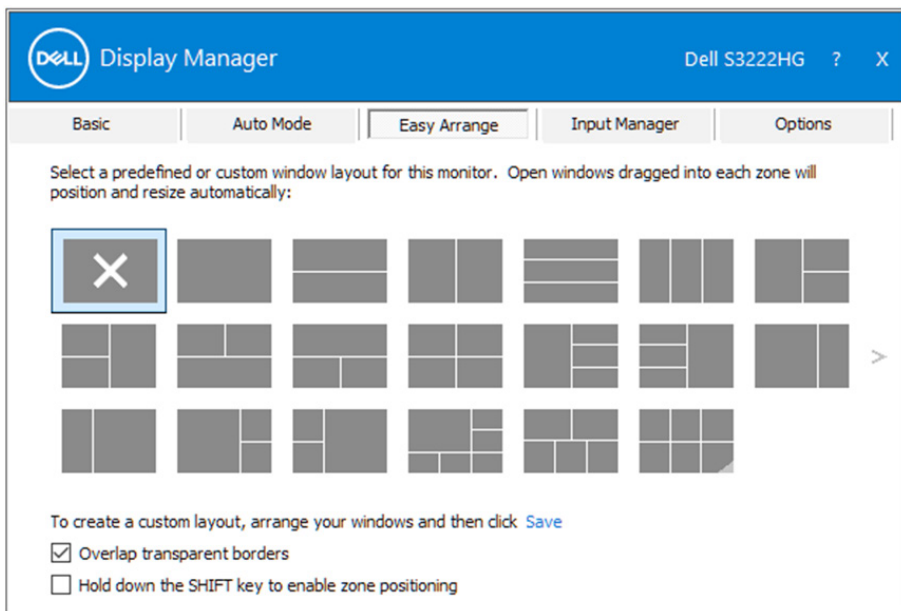 DELL Display Manager Dell S3222HG ? X
Basic Auto Mode Easy Arrange Input Manager Options
Select a predefined or custom window layout for this monitor. Open windows dragged into each zone will
position and resize automatically:
>
To create a custom layout, arrange your windows and then click Save
Overlap transparent borders
Hold down the SHIFT key to enable zone positioning